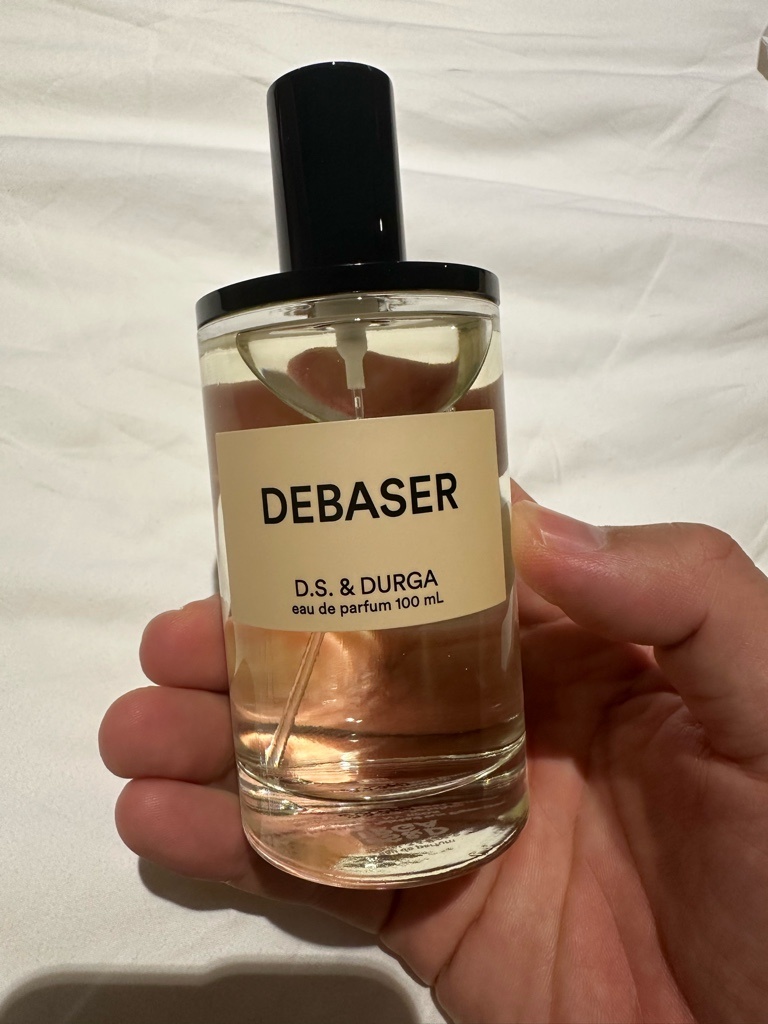 DEBASER
D.S. & DURGA
eau de parfum 100 mL